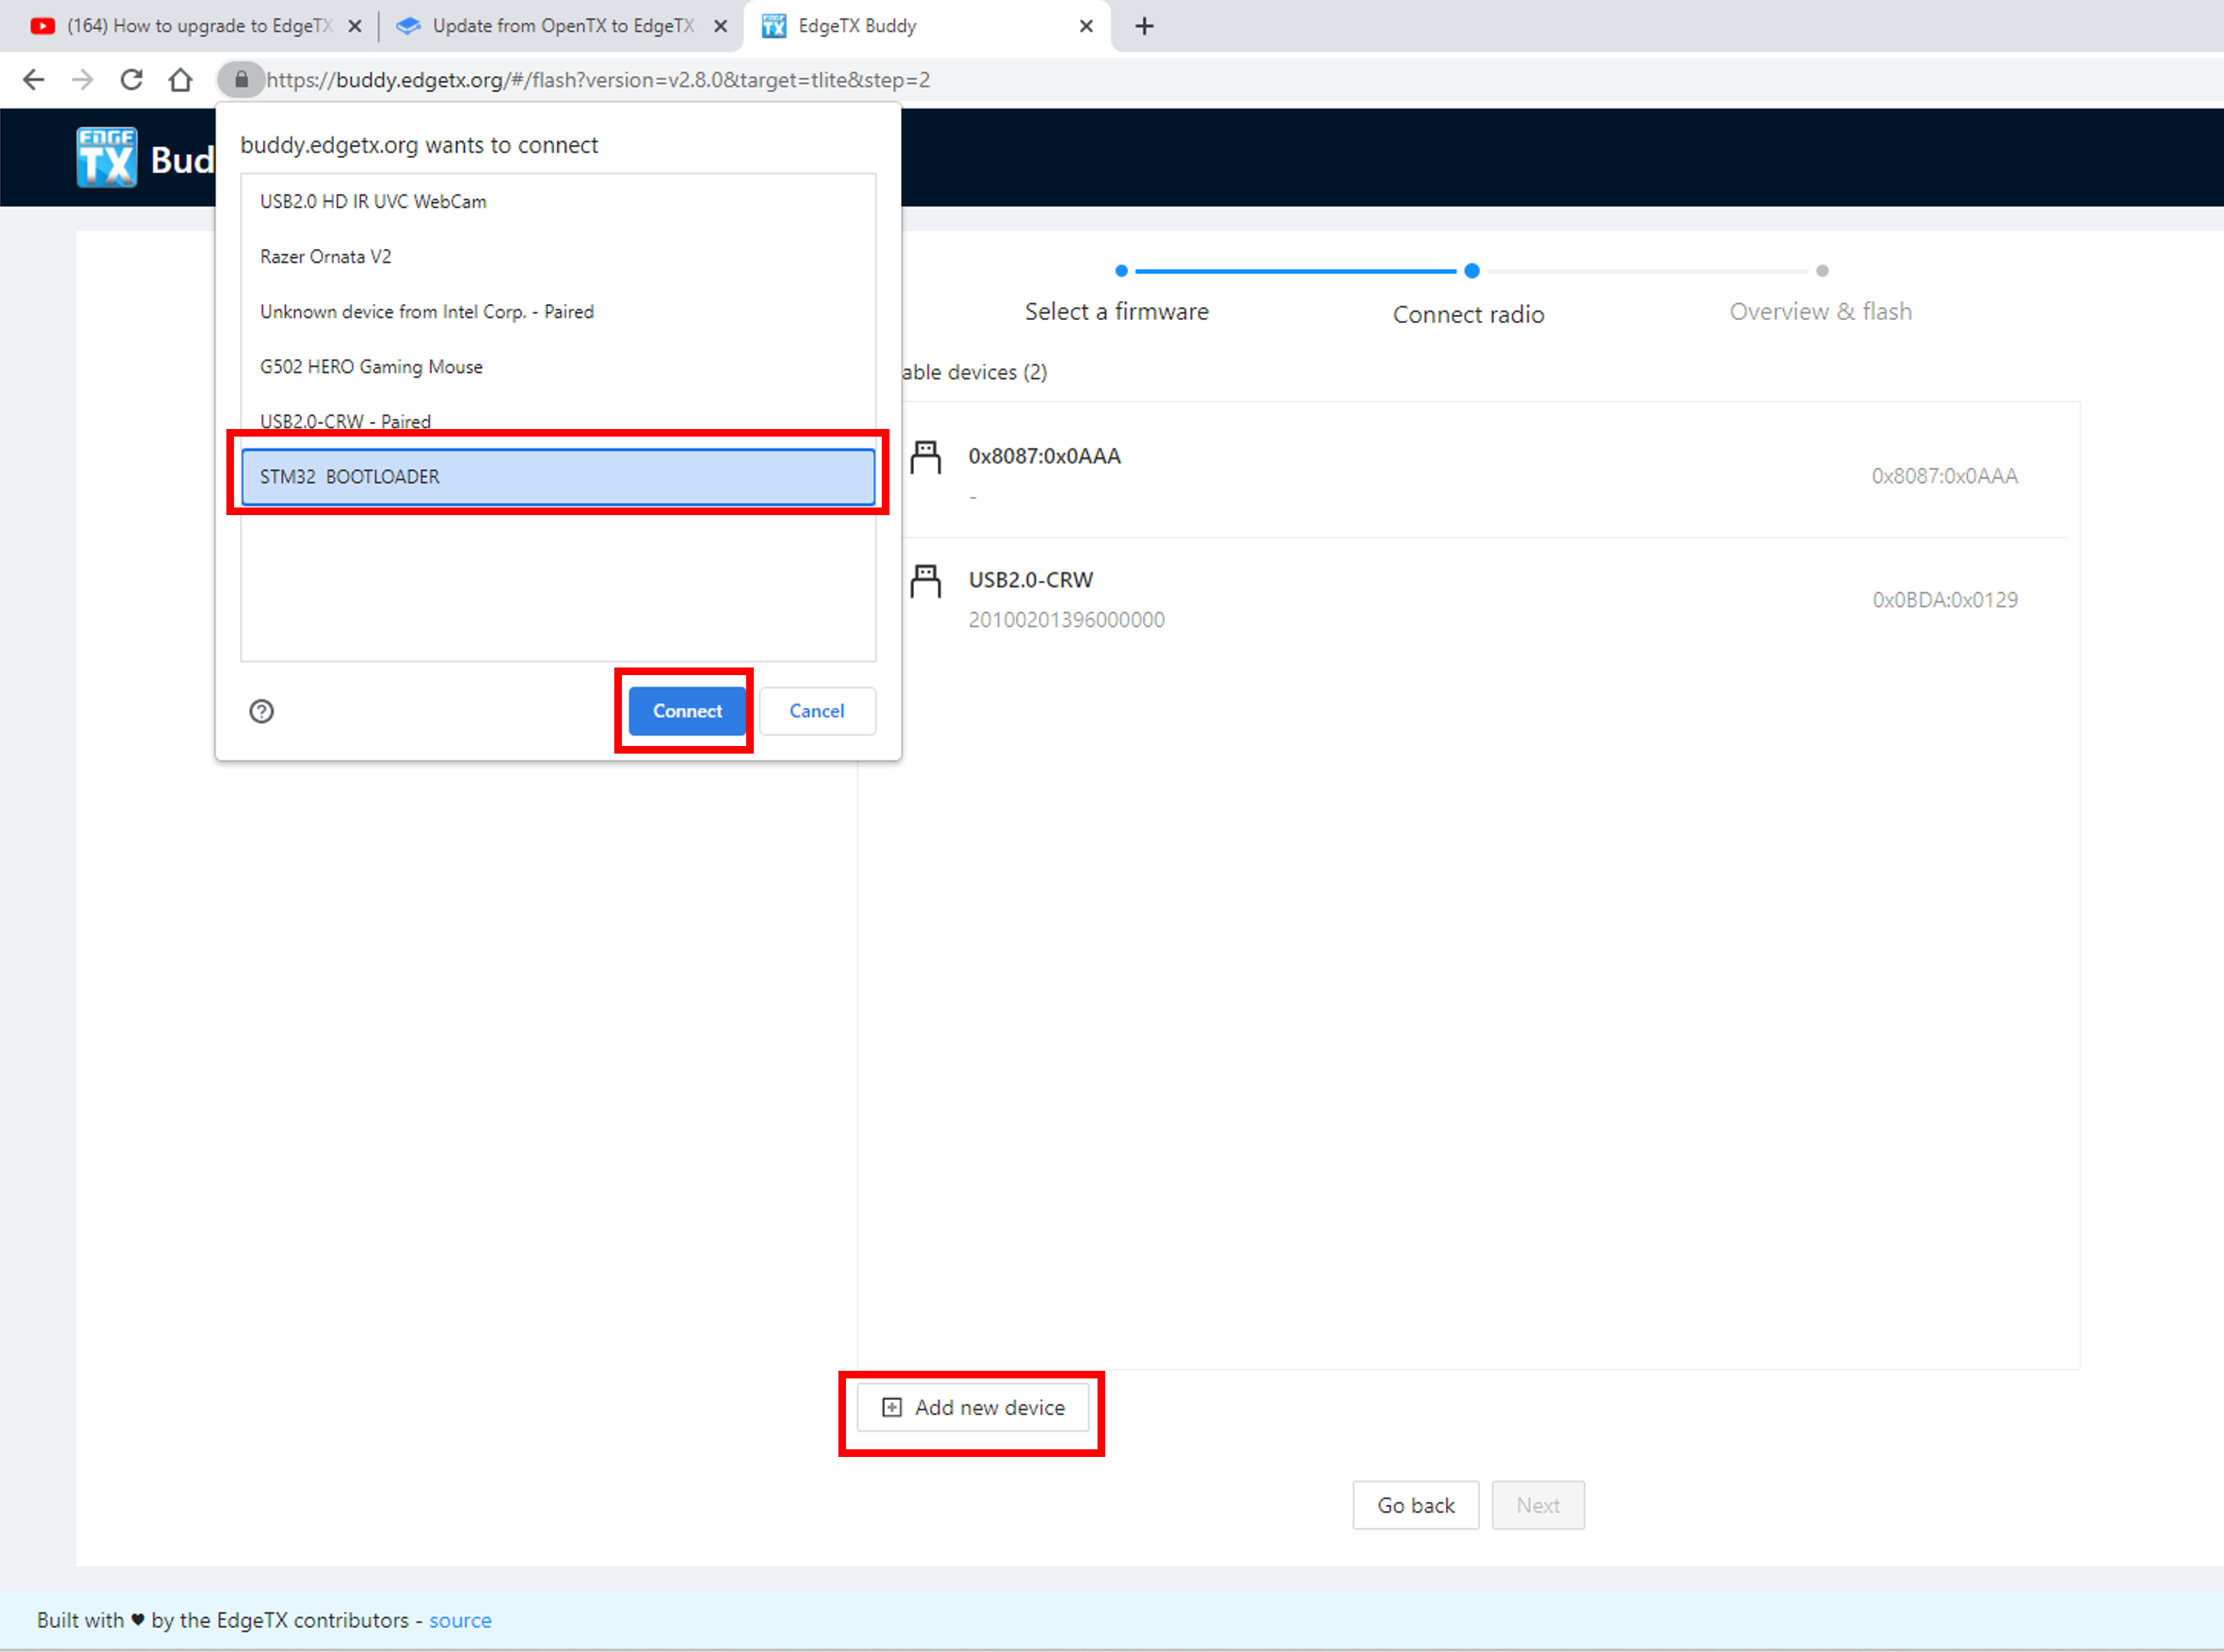 (164) How to upgrade to EdgeTX
Update from OpenTX to EdgeTX
EdgeTX Buddy
https://buddy.edgetx.org/#/flash?version=v2.8.0&target=tlite&step=2
EDGE
TX
Bud
buddy.edgetx.org wants to connect
USB2.0 HD IR UVC WebCam
Razer Ornata V2
Unknown device from Intel Corp. - Paired
G502 HERO Gaming Mouse
USB2.0-CRW - Paired
STM32  BOOTLOADER
Connect
Cancel
Select a firmware
Connect radio
Overview & flash
able devices (2)
0x8087:0x0AAA
-
0x8087:0x0AAA
USB2.0-CRW
20100201396000000
0x0BDA:0x0129
Add new device
Go back
Next
Built with ♥ by the EdgeTX contributors - source